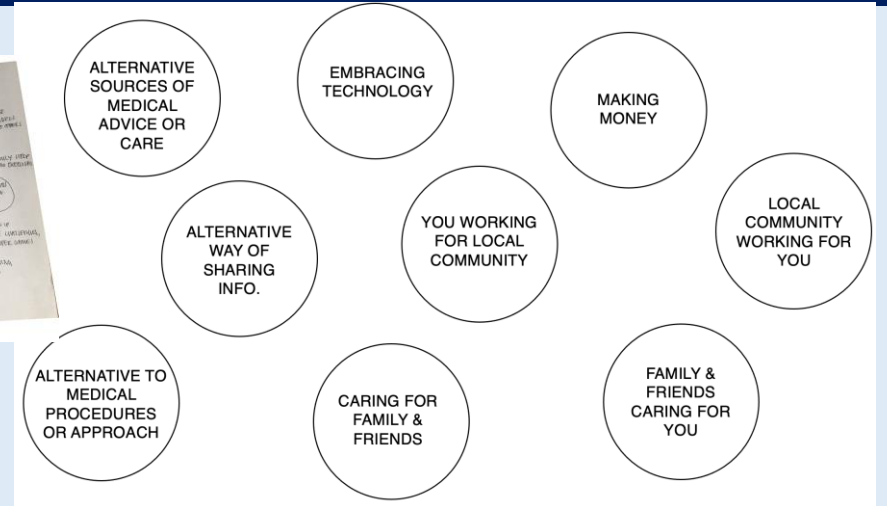 ALTERNATIVE
SOURCES OF
MEDICAL
ADVICE OR
CARE
EMBRACING
TECHNOLOGY
MAKING
MONEY
ALTERNATIVE
WAY OF
SHARING
INFO.
YOU WORKING
FOR LOCAL
COMMUNITY
LOCAL
COMMUNITY
WORKING FOR
YOU
ALTERNATIVE TO
MEDICAL
PROCEDURES
OR APPROACH
CARING FOR
FAMILY &
FRIENDS
FAMILY &
FRIENDS
CARING FOR
YOU